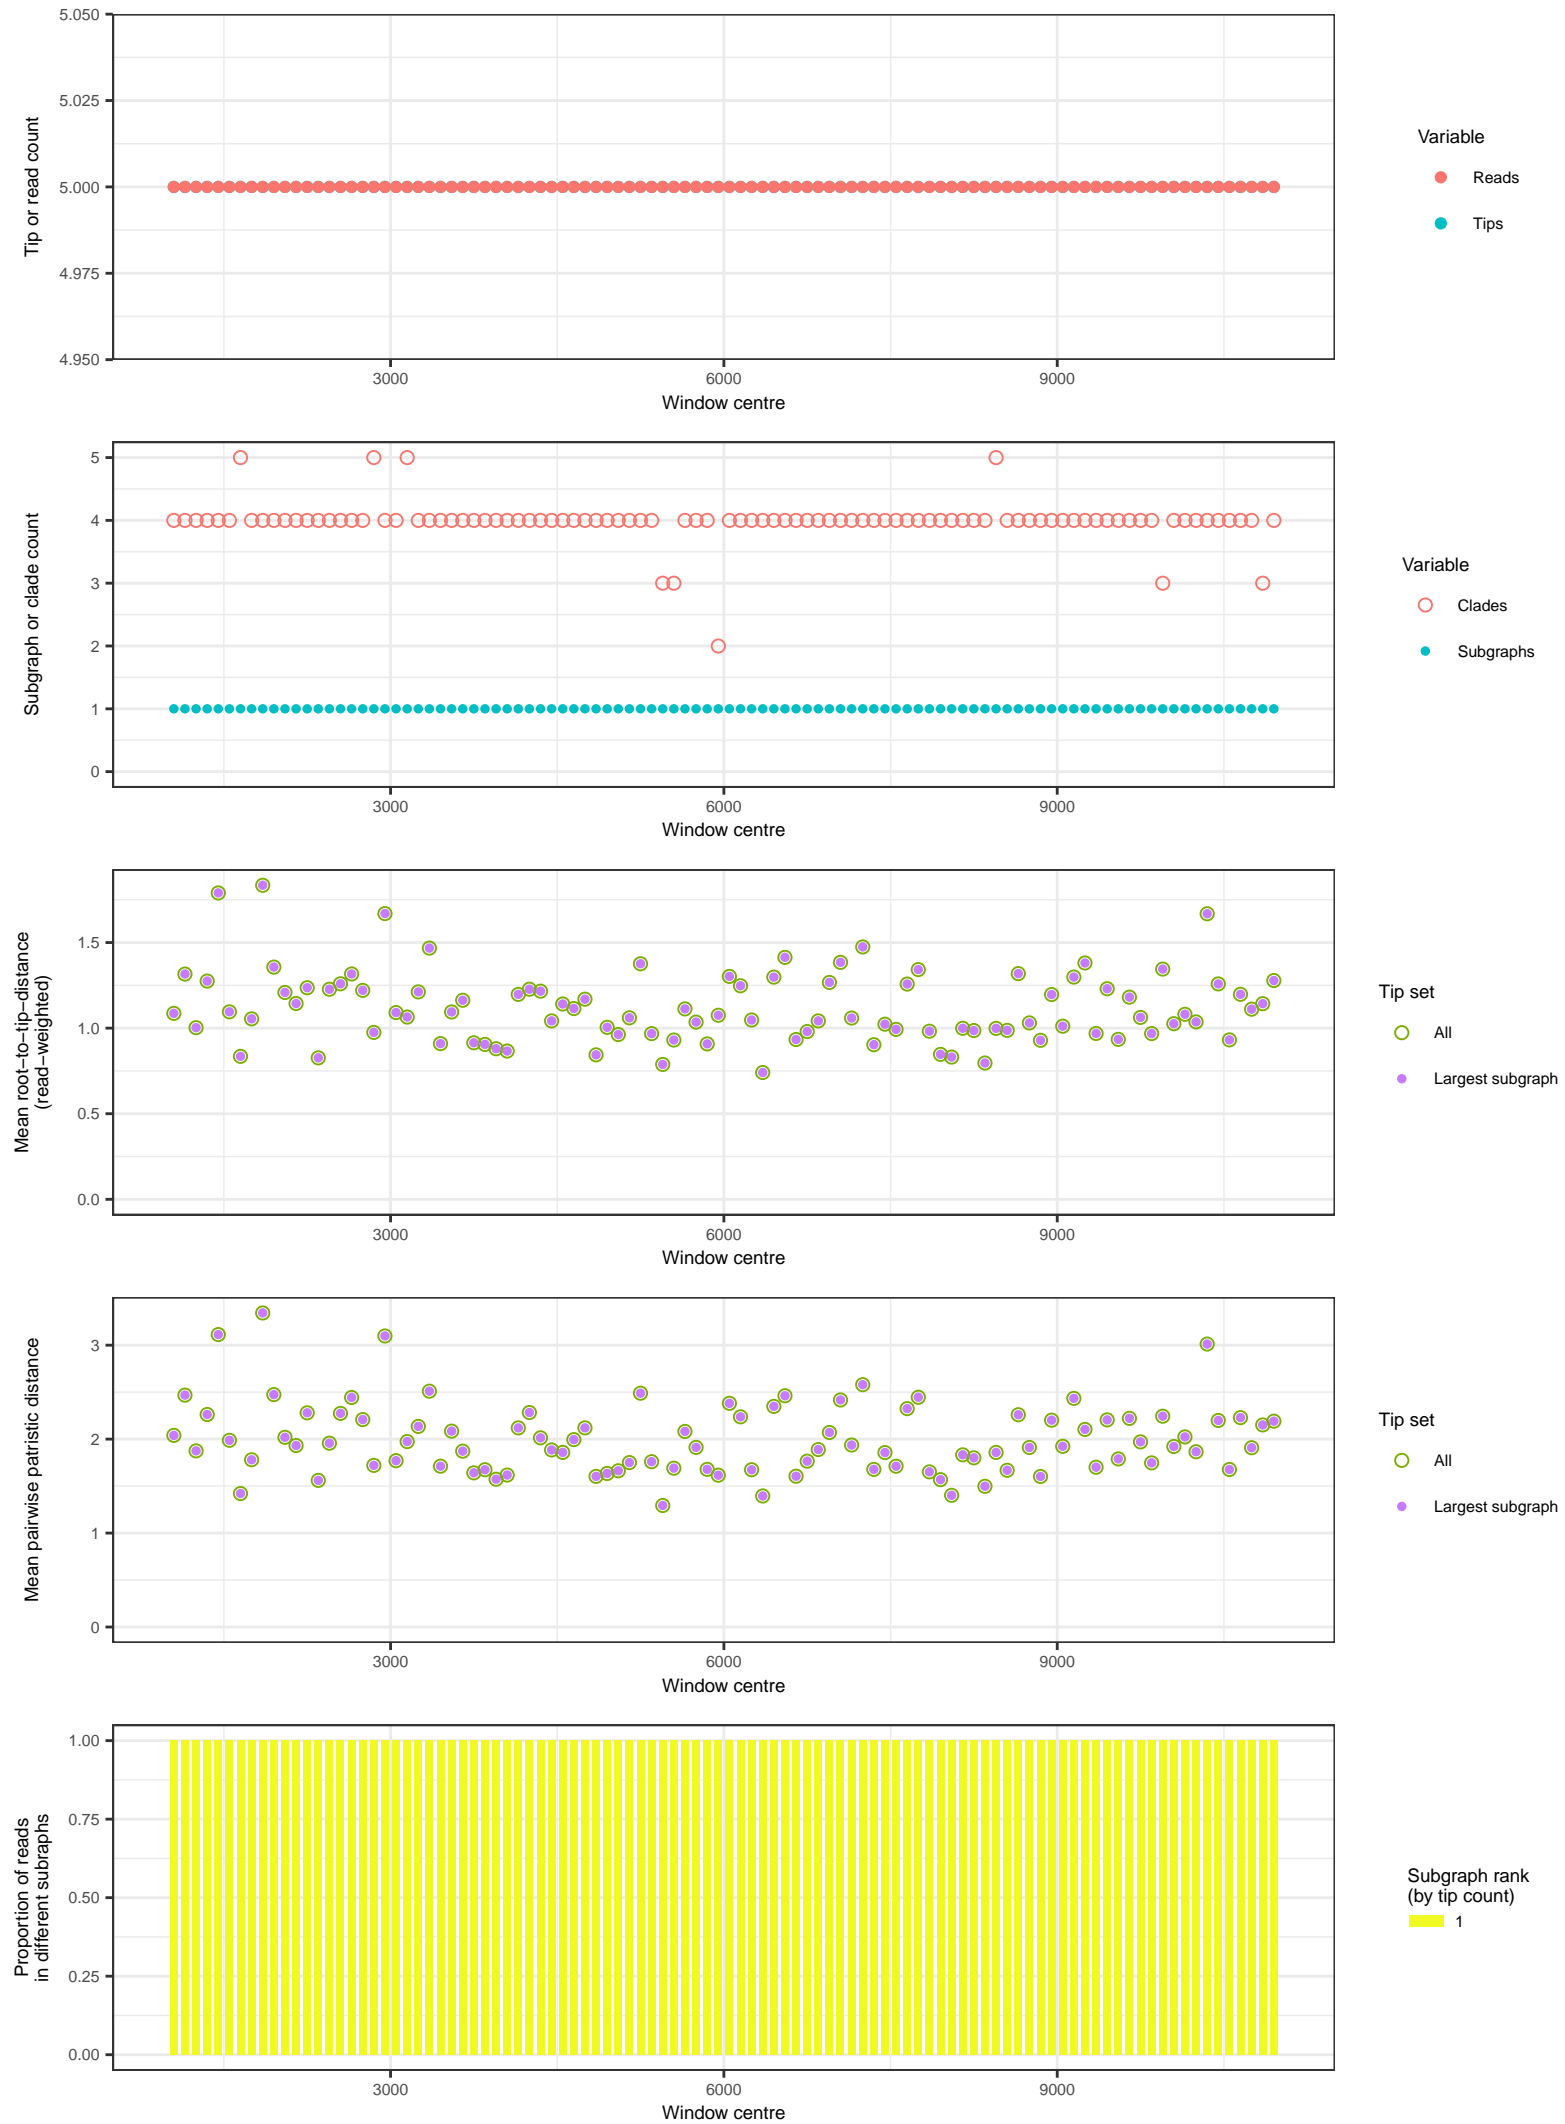 5.050
5.025
5.000
4.975
4.950
Tip or read count
3000
6000
9000
Window centre
Variable
Reads
Tips
5
4
3
2
1
0
Subgraph or clade count
3000
6000
9000
Window centre
Variable
Clades
Subgraphs
1.5
1.0
0.5
0.0
Mean root−to−tip−distance
(read−weighted)
3000
6000
9000
Window centre
Tip set
All
Largest subgraph
3
2
1
0
Mean pairwise patristic distance
3000
6000
9000
Window centre
Tip set
All
Largest subgraph
1.00
0.75
0.50
0.25
0.00
Proportion of reads
in different subraphs
3000
6000
9000
Window centre
Subgraph rank
(by tip count)
1